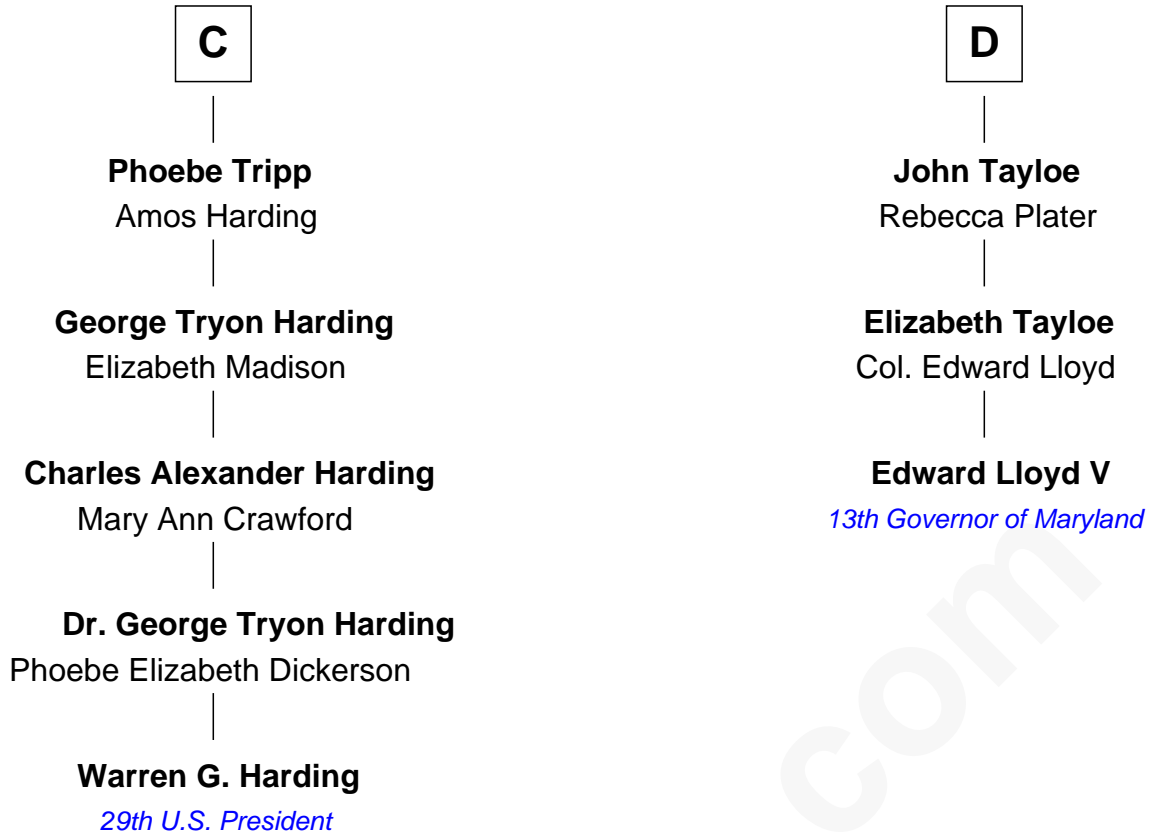 C
Phoebe Tripp
Amos Harding
George Tryon Harding
Elizabeth Madison
Charles Alexander Harding
Mary Ann Crawford
Dr. George Tryon Harding
Phoebe Elizabeth Dickerson
Warren G. Harding
29th U.S. President
D
John Tayloe
Rebecca Plater
Elizabeth Tayloe
Col. Edward Lloyd
Edward Lloyd V
13th Governor of Maryland
com